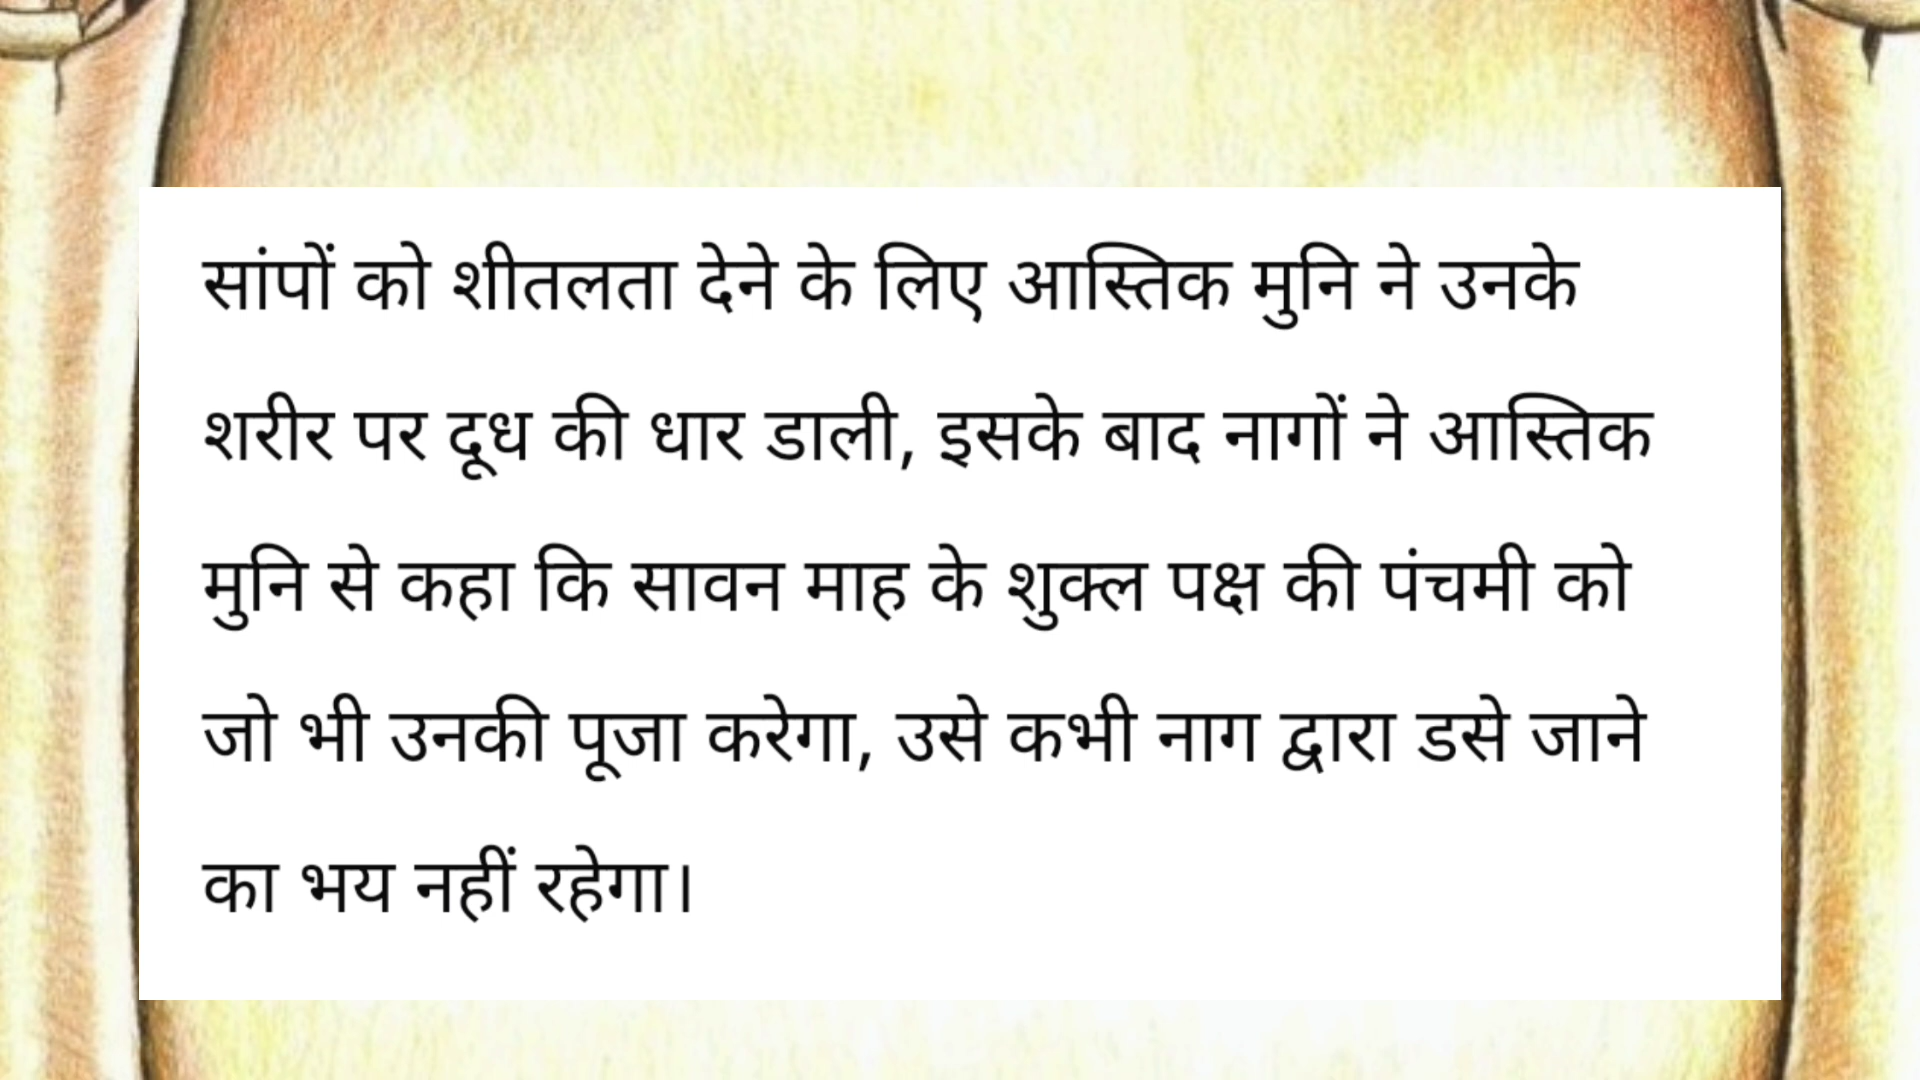 सांपों को शीतलता देने के लिए आस्तिक मुनि ने उनके
शरीर पर दूध की धार डाली, इसके बाद नागों ने आस्तिक
मुनि से कहा कि सावन माह के शुक्ल पक्ष की पंचमी को
जो भी उनकी पूजा करेगा, उसे कभी नाग द्वारा डसे जाने
का भय नहीं रहेगा।